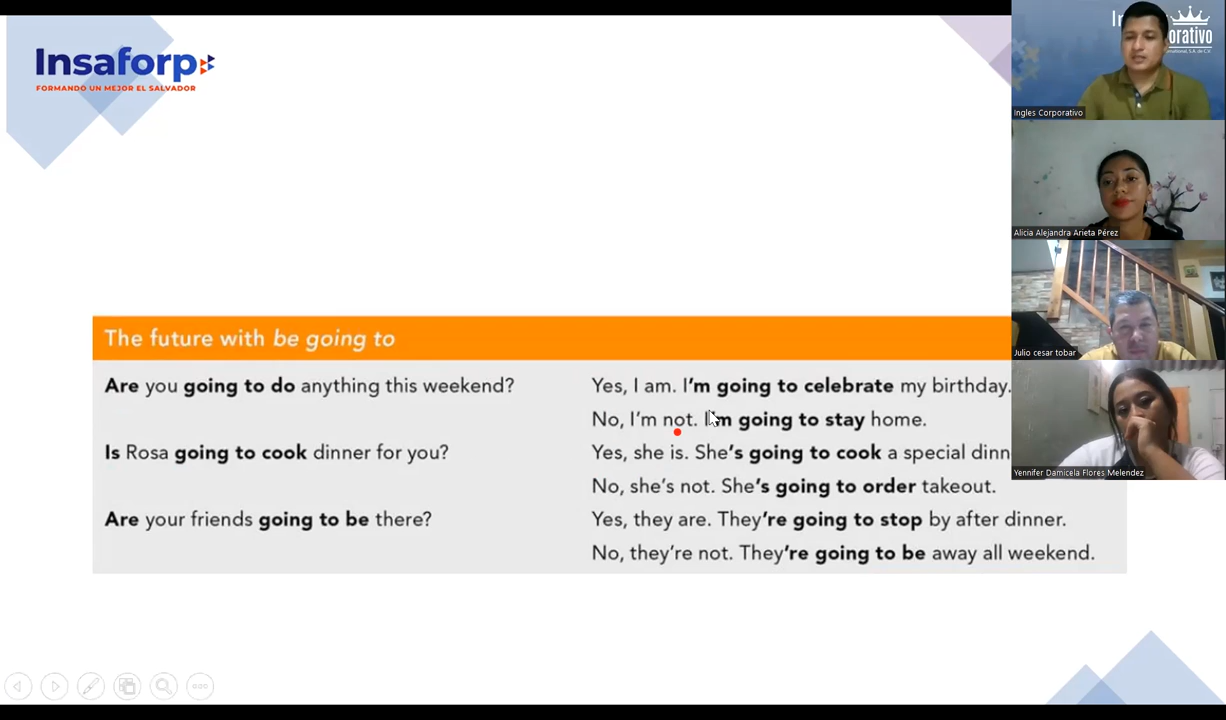 Insaforp
FORMANDO UN MEJOR EL SALVADOR
The future with be going to
Are you going to do anything this weekend?
Yes, I am. I'm going to celebrate my birthday.
No, I'm not. I'm going to stay home.
Is Rosa going to cook dinner for you?
Yes, she is. She's going to cook a special dinn
No, she's not. She's going to order takeout.
Are your friends going to be there?
Yes, they are. They're going to stop by after dinner.
No, they're not. They're going to be away all weekend.
Ingles Corporativo
Alicia Alejandra Arieta Pérez
Julio cesar tobar
Yennifer Damicela Flores Melendez